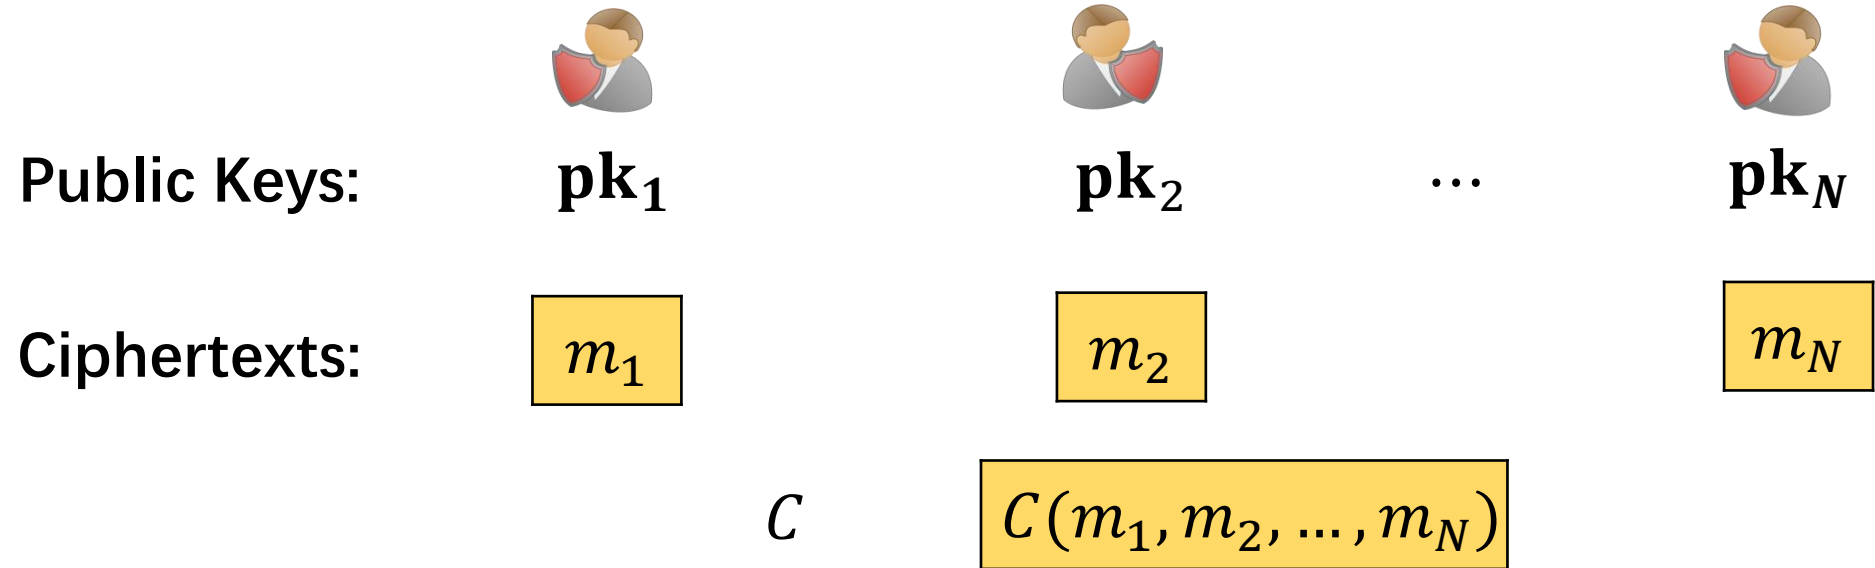 Public Keys: pk₁ pk₂ ⋯ pk_N
Ciphertexts: m₁ m₂ m_N
C C(m₁, m₂, …, m_N)